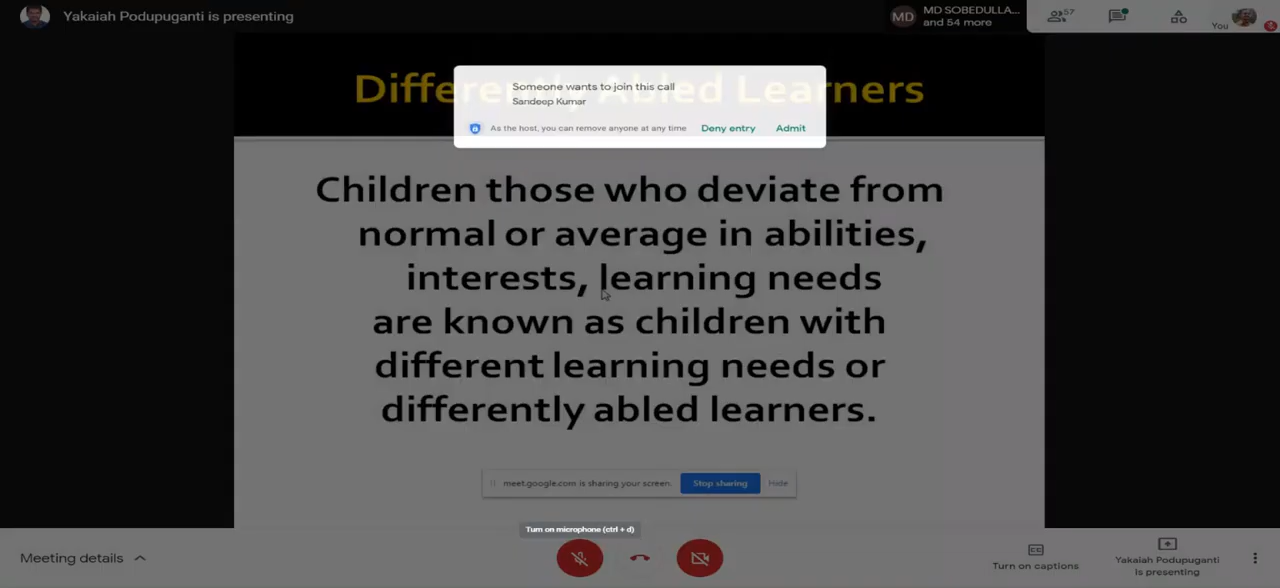 Yakaiah Podupuganti is presenting
MD
MD SOBEDULLA...
and 54 more
57
You
Differently Abled Learners
Someone wants to join this call
Sandeep Kumar
As the host, you can remove anyone at any time
Deny entry
Admit
Children those who deviate from
normal or average in abilities,
interests, learning needs
are known as children with
different learning needs or
differently abled learners.
meet.google.com is sharing your screen.
Stop sharing
Hide
Turn on microphone (ctrl + d)
Meeting details
Turn on captions
Yakaiah Podupuganti
is presenting